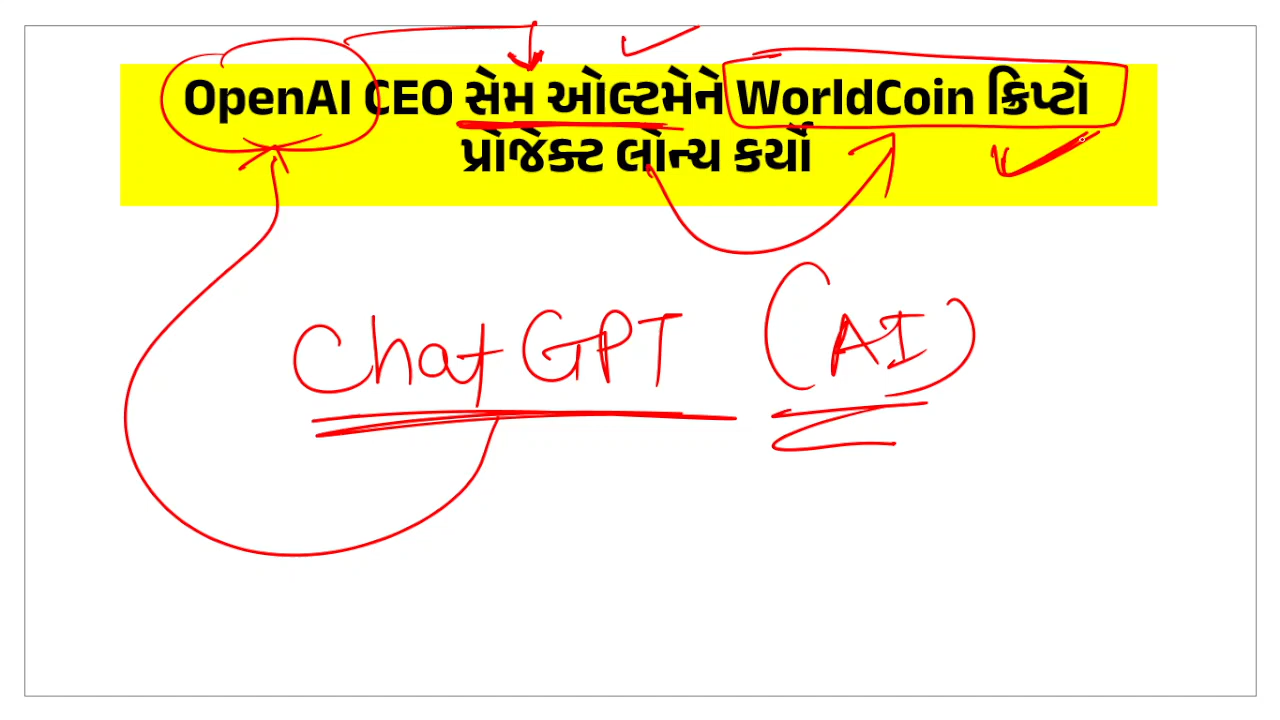 OpenAI CEO સેમ ઓલ્ટમેને WorldCoin ક્રિપ્ટો
પ્રોજેક્ટ લોન્ચ કર્યો
ChatGPT (AI)